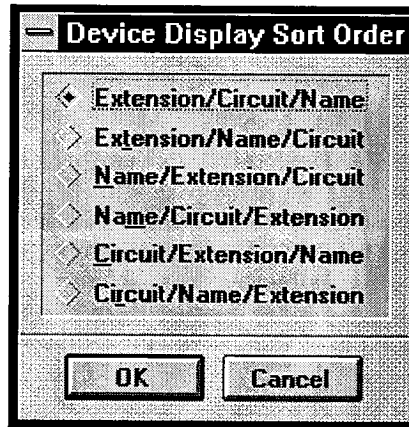 Device Display Sort Order
Extension/Circuit/Name
Extension/Name/Circuit
Name/Extension/Circuit
Name/Circuit/Extension
Circuit/Extension/Name
Circuit/Name/Extension
OK Cancel